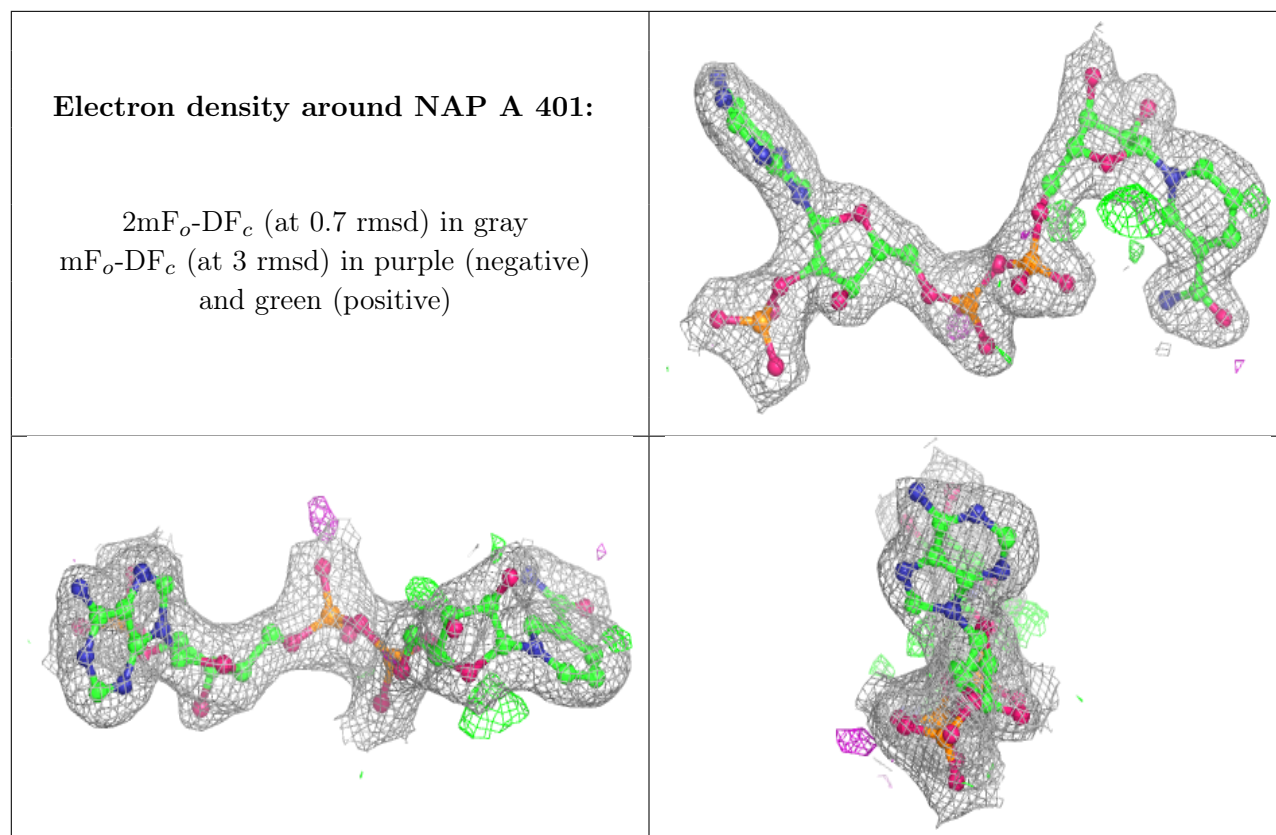 Electron density around NAP A 401:
2mFo-DFc (at 0.7 rmsd) in gray
mFo-DFc (at 3 rmsd) in purple (negative)
and green (positive)